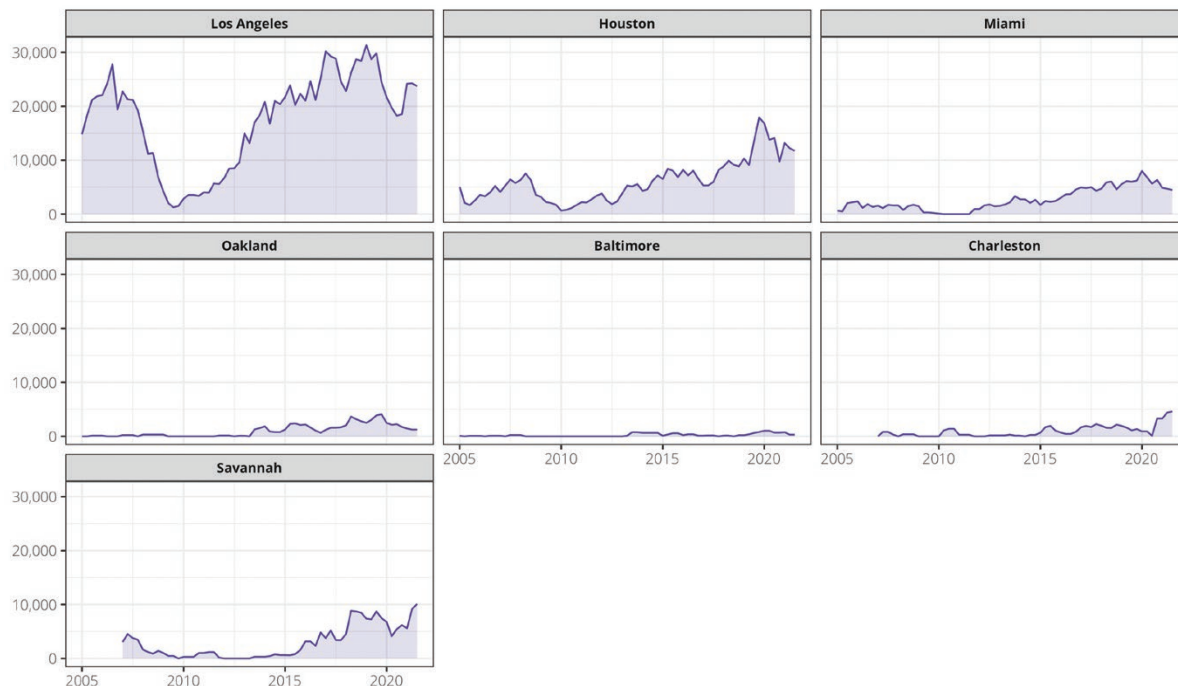 Los Angeles Houston Miami
30,000
20,000
10,000
0
Oakland Baltimore Charleston
30,000
20,000
10,000
0
2005 2010 2015 2020 2005 2010 2015 2020
Savannah
30,000
20,000
10,000
0
2005 2010 2015 2020